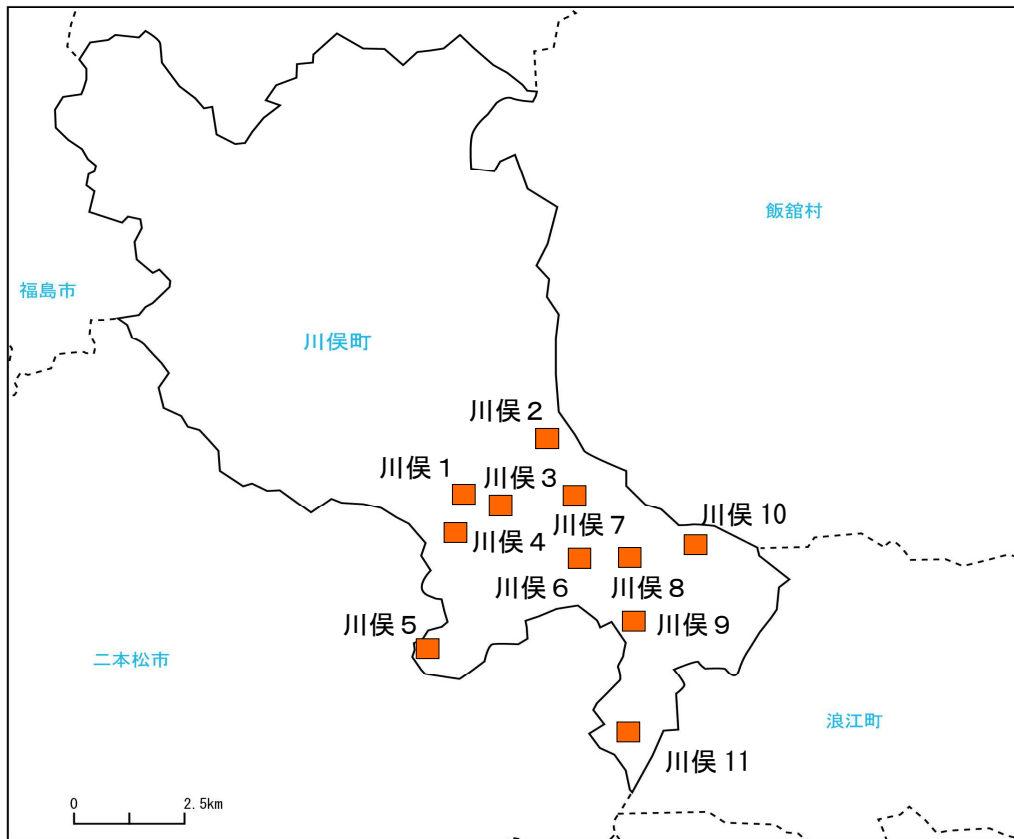 飯舘村
福島市
川俣町
川俣２
川俣１
川俣３
川俣10
川俣７
川俣４
川俣６
川俣８
川俣５
川俣９
二本松市
浪江町
川俣11
0 2.5km